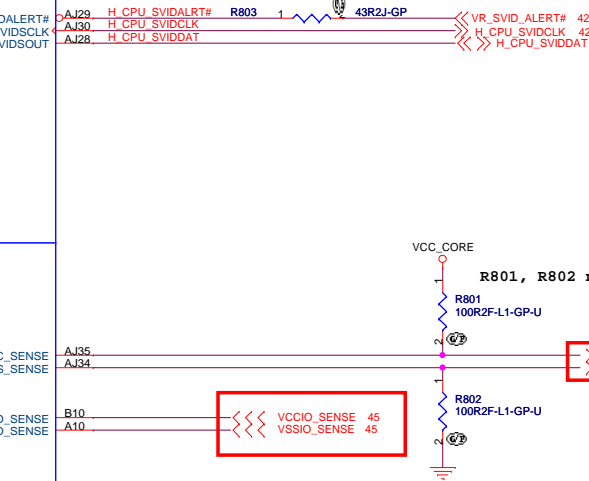 DALERT# AJ29 H_CPU_SVIDALRT# R803 1 43R2J-GP VR_SVID_ALERT# 42
VIDSCLK AJ30 H_CPU_SVIDCLK H_CPU_SVIDCLK 42
VIDSOUT AJ28 H_CPU_SVIDDAT H_CPU_SVIDDAT
VCC_CORE
R801, R802
1
R801
100R2F-L1-GP-U
2
C_SENSE AJ35
S_SENSE AJ34
1
R802
100R2F-L1-GP-U
2
O_SENSE B10 VCCIO_SENSE 45
O_SENSE A10 VSSIO_SENSE 45